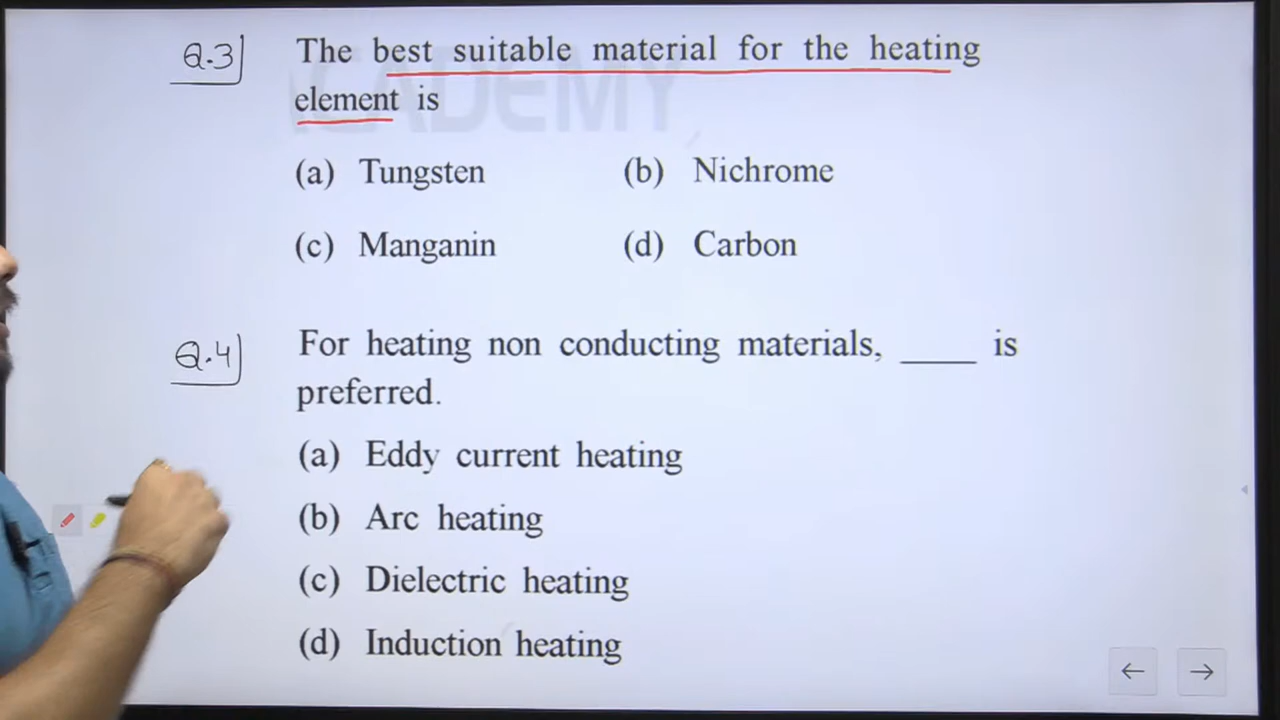 Q.3 The best suitable material for the heating
element is
(a) Tungsten (b) Nichrome
(c) Manganin (d) Carbon
Q.4 For heating non conducting materials, ____ is
preferred.
(a) Eddy current heating
(b) Arc heating
(c) Dielectric heating
(d) Induction heating